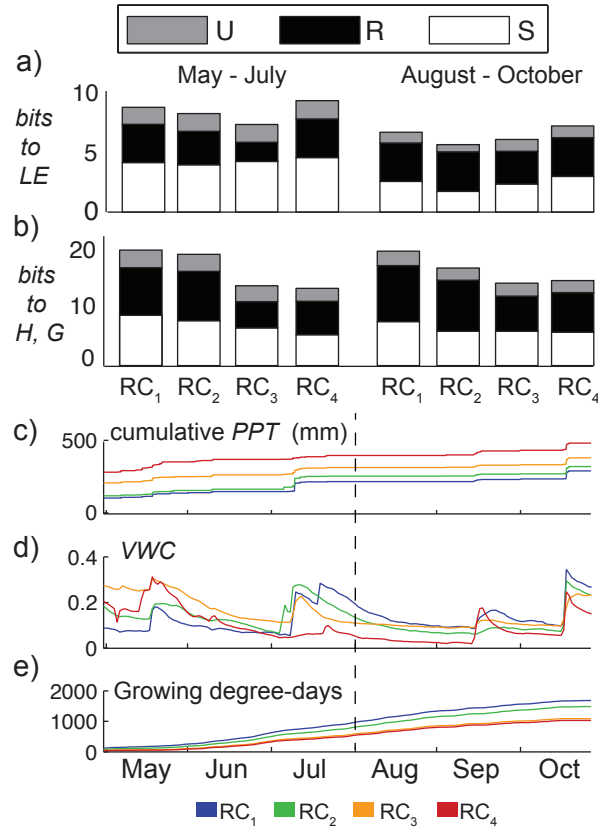 U R S
a)
May - July August - October
bits
to
LE
10
5
0
b)
bits
to
H, G
20
10
0
RC₁ RC₂ RC₃ RC₄ RC₁ RC₂ RC₃ RC₄
c)
cumulative PPT (mm)
500
0
d)
VWC
0.4
0.2
0
e)
Growing degree-days
2000
1000
0
May Jun Jul Aug Sep Oct
RC₁ RC₂ RC₃ RC₄